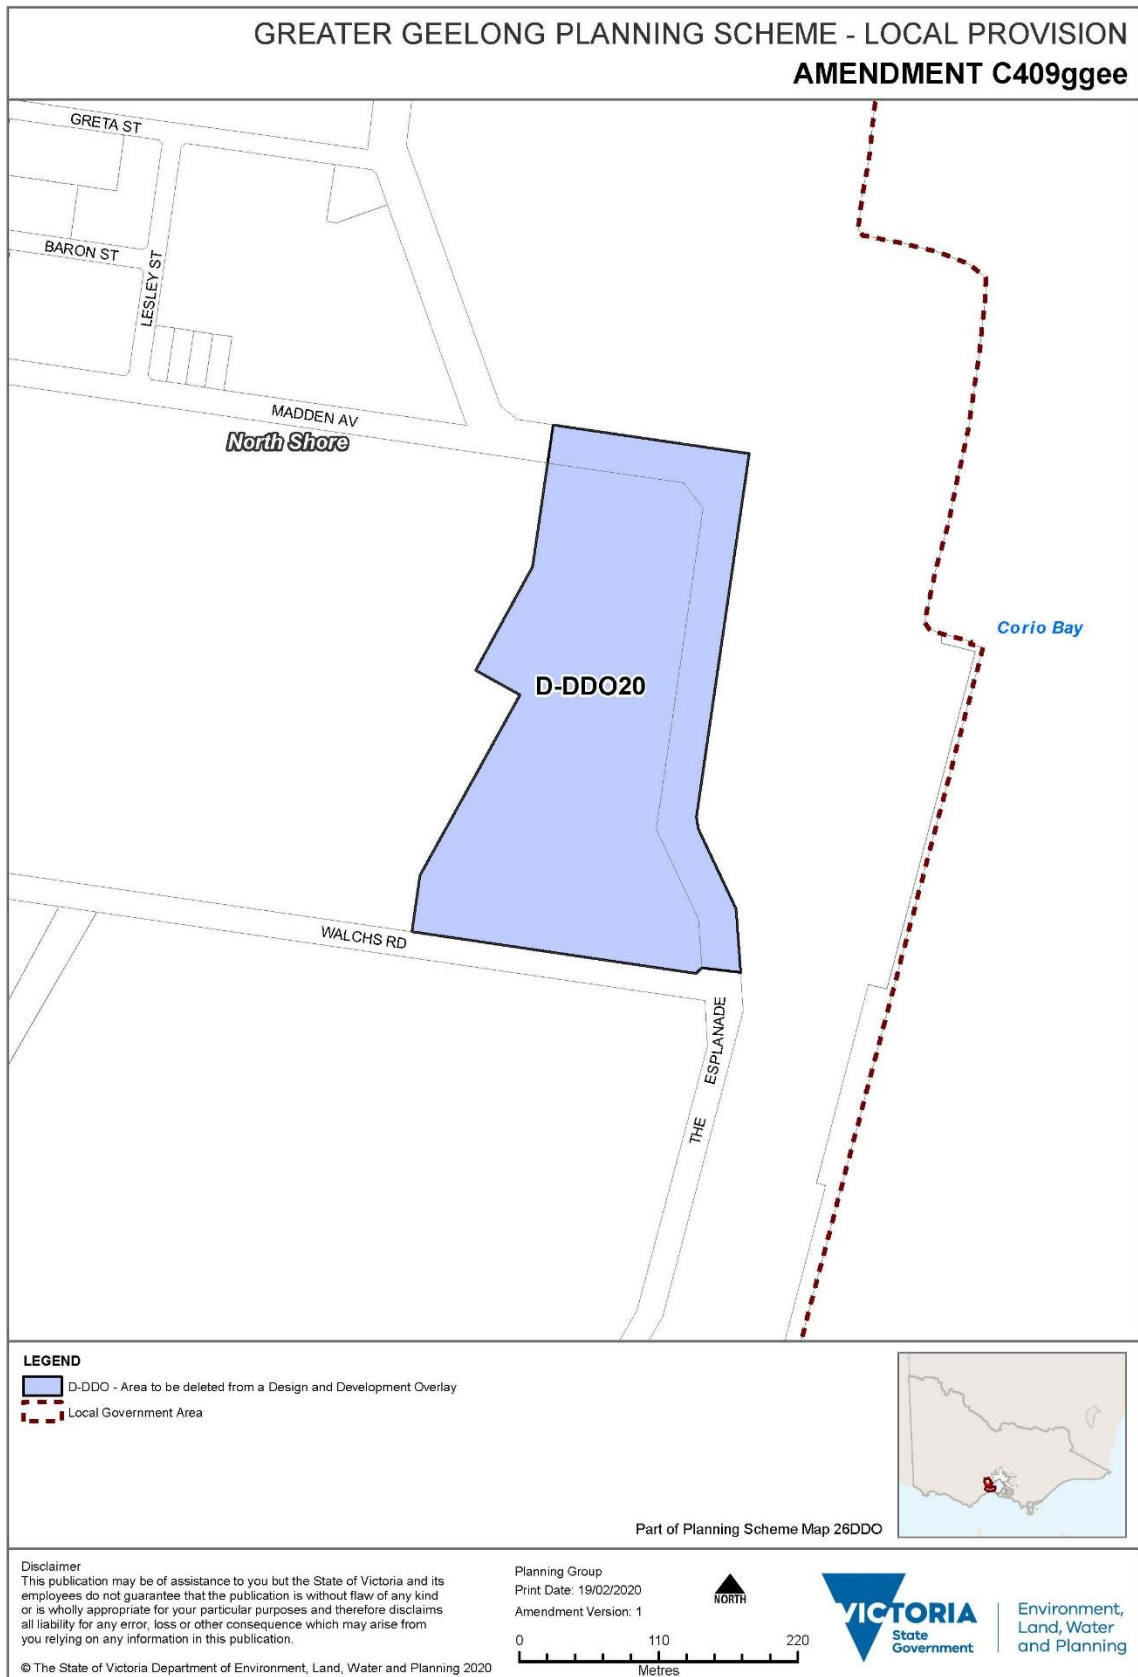 GREATER GEELONG PLANNING SCHEME - LOCAL PROVISION
AMENDMENT C409ggee
GRETA ST
BARON ST
LESLEY ST
MADDEN AV
North Shore
Corio Bay
D-DDO20
WALCHS RD
THE ESPLANADE
LEGEND
D-DDO - Area to be deleted from a Design and Development Overlay
Local Government Area
Part of Planning Scheme Map 26DDO
Disclaimer
This publication may be of assistance to you but the State of Victoria and its
employees do not guarantee that the publication is without flaw of any kind
or is wholly appropriate for your particular purposes and therefore disclaims
all liability for any error, loss or other consequence which may arise from
you relying on any information in this publication.
© The State of Victoria Department of Environment, Land, Water and Planning 2020
Planning Group
Print Date: 19/02/2020
Amendment Version: 1
NORTH
0 110 220
Metres
VICTORIA
State
Government
Environment,
Land, Water
and Planning